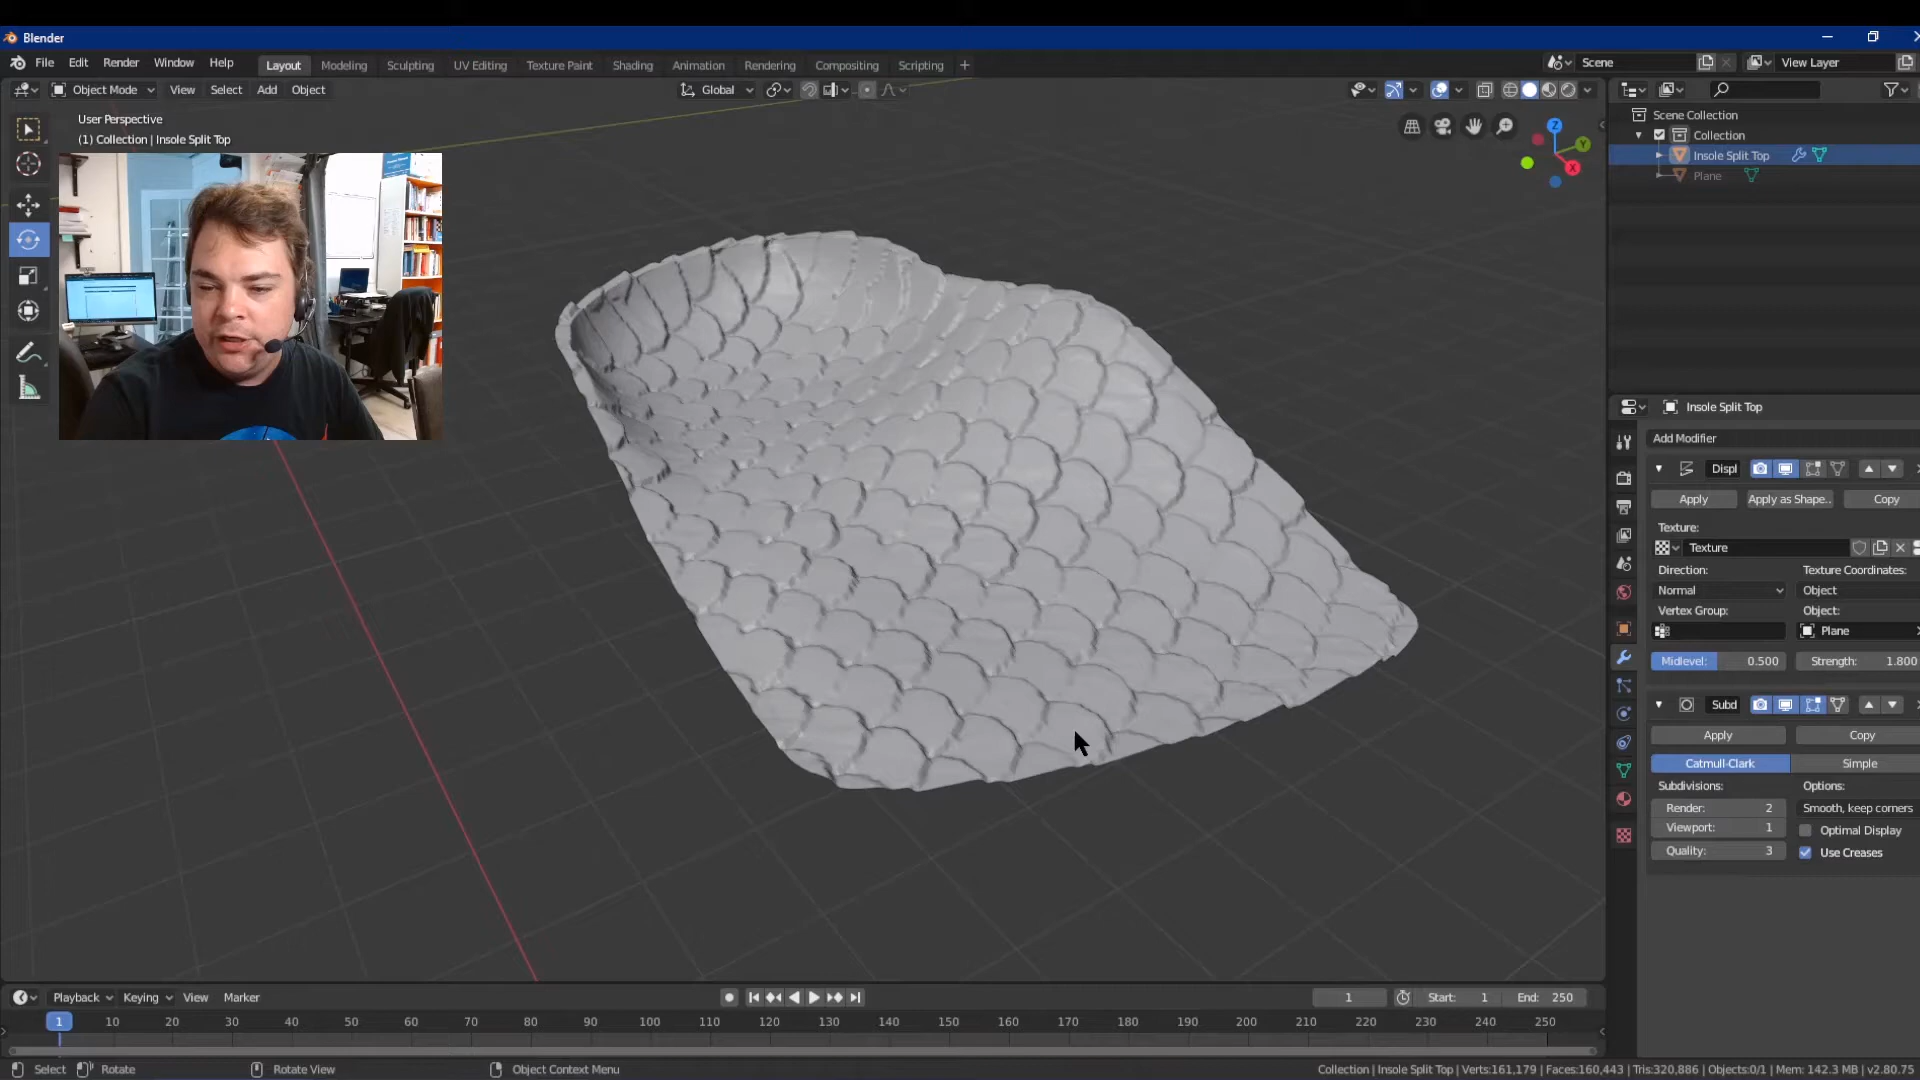 Blender
File Edit Render Window Help Layout Modeling Sculpting UV Editing Texture Paint Shading Animation Rendering Compositing Scripting + Scene View Layer
Object Mode View Select Add Object Global
User Perspective
(1) Collection | Insole Split Top
Z
Y
X
Scene Collection
Collection
Insole Split Top
Plane
Insole Split Top
Add Modifier
Displ
Apply Apply as Shape.. Copy
Texture:
Texture
Direction: Texture Coordinates:
Normal Object
Vertex Group: Object:
Plane
Midlevel: 0.500 Strength: 1.800
Subd
Apply Copy
Catmull-Clark Simple
Subdivisions: Options:
Render: 2 Smooth, keep corners
Viewport: 1 Optimal Display
Quality: 3 Use Creases
Playback Keying View Marker 1 Start: 1 End: 250
1 10 20 30 40 50 60 70 80 90 100 110 120 130 140 150 160 170 180 190 200 210 220 230 240 250
Select Rotate Rotate View Object Context Menu Collection | Insole Split Top | Verts:161,179 | Faces:160,443 | Tris:320,886 | Objects:0/1 | Mem: 142.3 MB | v2.80.75